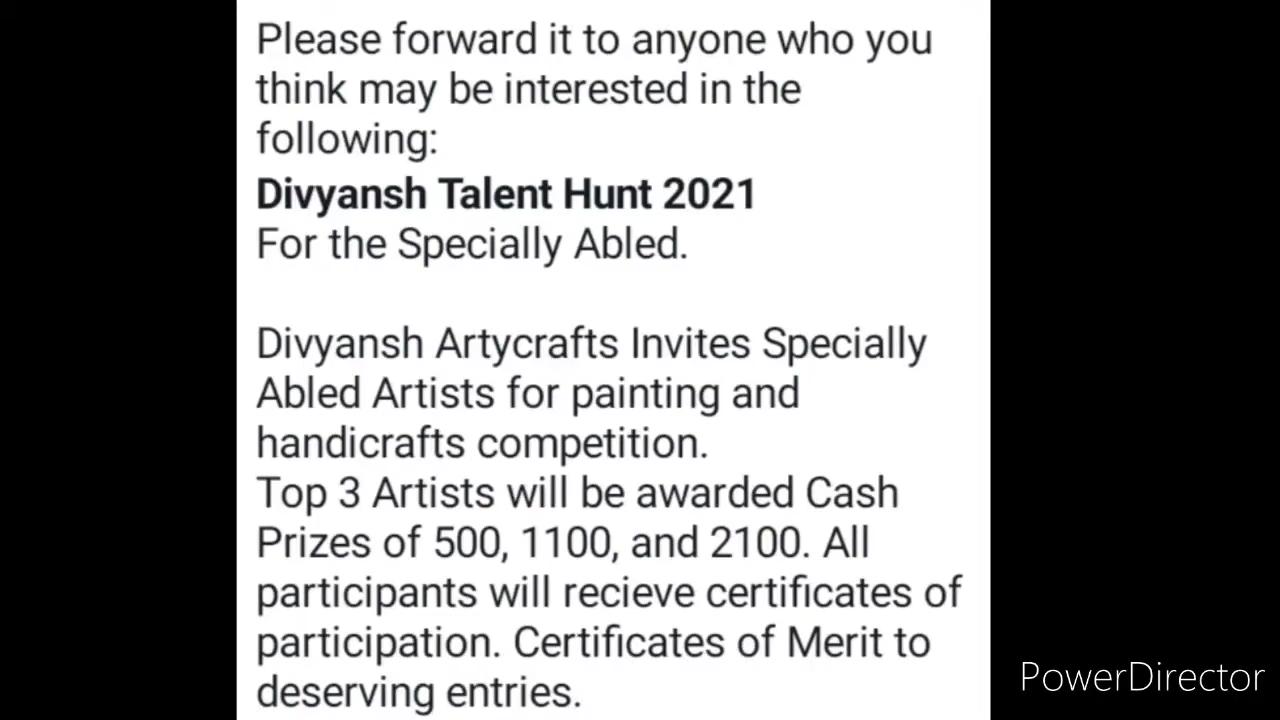 Please forward it to anyone who you
think may be interested in the
following:
Divyansh Talent Hunt 2021
For the Specially Abled.
Divyansh Artycrafts Invites Specially
Abled Artists for painting and
handicrafts competition.
Top 3 Artists will be awarded Cash
Prizes of 500, 1100, and 2100. All
participants will recieve certificates of
participation. Certificates of Merit to
deserving entries.
PowerDirector